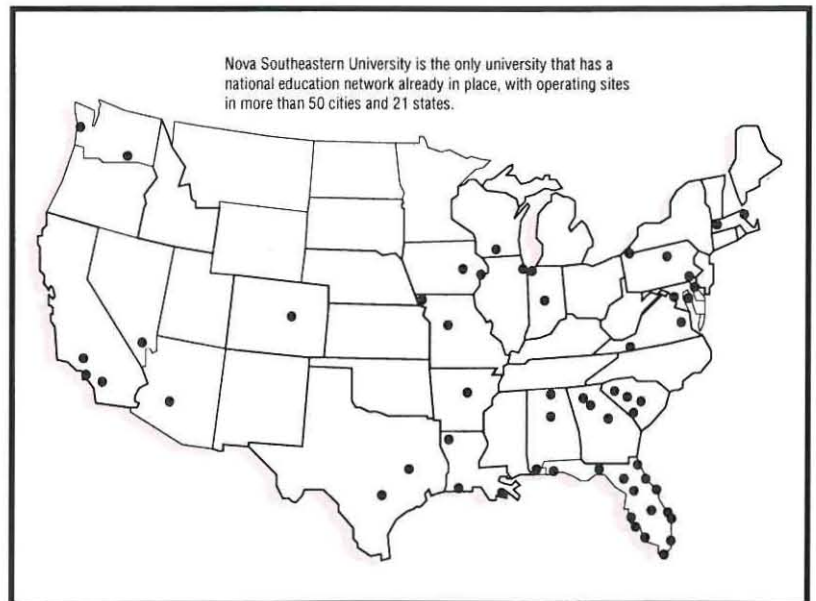 Nova Southeastern University is the only university that has a
national education network already in place, with operating sites
in more than 50 cities and 21 states.